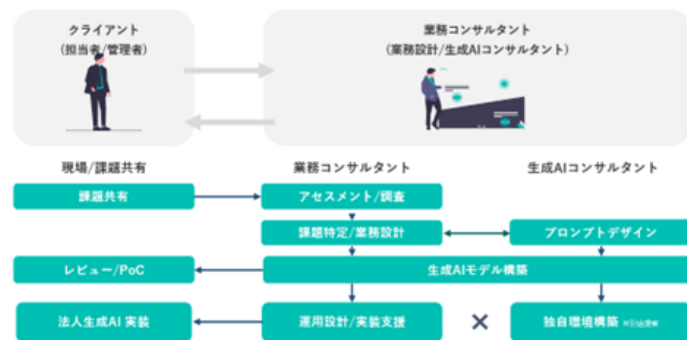 クライアント
(担当者/管理者)
業務コンサルタント
(業務設計/生成AIコンサルタント)
現場/課題共有
業務コンサルタント
生成AIコンサルタント
課題共有
アセスメント/調査
課題特定/業務設計
プロンプトデザイン
レビュー/PoC
生成AIモデル構築
法人生成AI 実装
運用設計/実装支援
×
独自環境構築